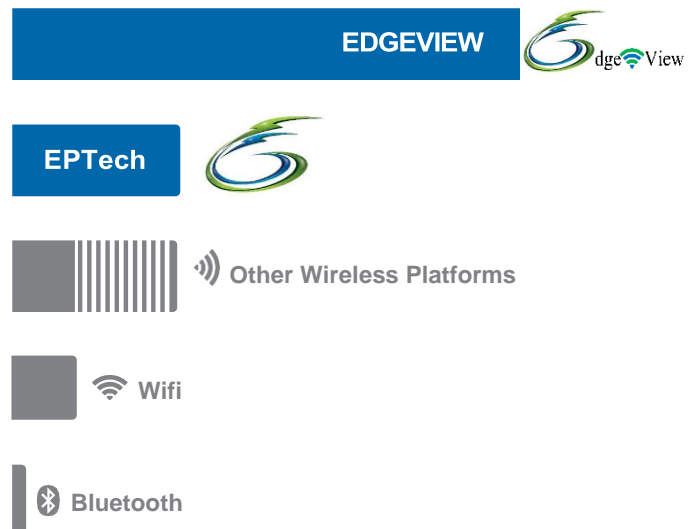 EDGEVIEW
dge View
EPTech
Other Wireless Platforms
Wifi
Bluetooth